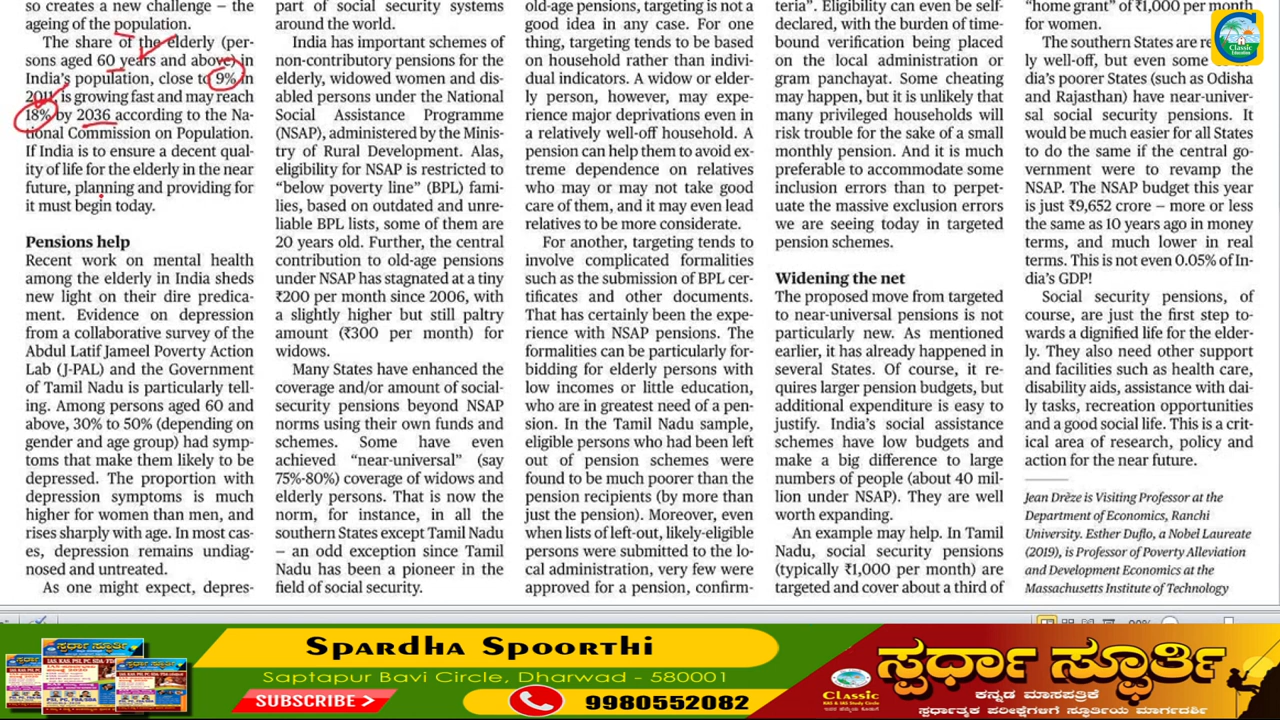 so creates a new challenge – the
ageing of the population.
The share of the elderly (per-
sons aged 60 years and above) in
India's population, close to 9% in
2011, is growing fast and may reach
18% by 2036 according to the Na-
tional Commission on Population.
If India is to ensure a decent qual-
ity of life for the elderly in the near
future, planning and providing for
it must begin today.
Pensions help
Recent work on mental health
among the elderly in India sheds
new light on their dire predica-
ment. Evidence on depression
from a collaborative survey of the
Abdul Latif Jameel Poverty Action
Lab (J-PAL) and the Government
of Tamil Nadu is particularly tell-
ing. Among persons aged 60 and
above, 30% to 50% (depending on
gender and age group) had symp-
toms that make them likely to be
depressed. The proportion with
depression symptoms is much
higher for women than men, and
rises sharply with age. In most cas-
es, depression remains undiag-
nosed and untreated.
As one might expect, depres-
part of social security systems
around the world.
India has important schemes of
non-contributory pensions for the
elderly, widowed women and dis-
abled persons under the National
Social Assistance Programme
(NSAP), administered by the Minis-
try of Rural Development. Alas,
eligibility for NSAP is restricted to
“below poverty line” (BPL) fami-
lies, based on outdated and unre-
liable BPL lists, some of them are
20 years old. Further, the central
contribution to old-age pensions
under NSAP has stagnated at a tiny
₹200 per month since 2006, with
a slightly higher but still paltry
amount (₹300 per month) for
widows.
Many States have enhanced the
coverage and/or amount of social-
security pensions beyond NSAP
norms using their own funds and
schemes. Some have even
achieved “near-universal” (say
75%-80%) coverage of widows and
elderly persons. That is now the
norm, for instance, in all the
southern States except Tamil Nadu
– an odd exception since Tamil
Nadu has been a pioneer in the
field of social security.
old-age pensions, targeting is not a
good idea in any case. For one
thing, targeting tends to be based
on household rather than indivi-
dual indicators. A widow or elder-
ly person, however, may expe-
rience major deprivations even in
a relatively well-off household. A
pension can help them to avoid ex-
treme dependence on relatives
who may or may not take good
care of them, and it may even lead
relatives to be more considerate.
For another, targeting tends to
involve complicated formalities
such as the submission of BPL cer-
tificates and other documents.
That has certainly been the expe-
rience with NSAP pensions. The
formalities can be particularly for-
bidding for elderly persons with
low incomes or little education,
who are in greatest need of a pen-
sion. In the Tamil Nadu sample,
eligible persons who had been left
out of pension schemes were
found to be much poorer than the
pension recipients (by more than
just the pension). Moreover, even
when lists of left-out, likely-eligible
persons were submitted to the lo-
cal administration, very few were
approved for a pension, confirm-
teria”. Eligibility can even be self-
declared, with the burden of time-
bound verification being placed
on the local administration or
gram panchayat. Some cheating
may happen, but it is unlikely that
many privileged households will
risk trouble for the sake of a small
monthly pension. And it is much
preferable to accommodate some
inclusion errors than to perpet-
uate the massive exclusion errors
we are seeing today in targeted
pension schemes.
Widening the net
The proposed move from targeted
to near-universal pensions is not
particularly new. As mentioned
earlier, it has already happened in
several States. Of course, it re-
quires larger pension budgets, but
additional expenditure is easy to
justify. India's social assistance
schemes have low budgets and
make a big difference to large
numbers of people (about 40 mil-
lion under NSAP). They are well
worth expanding.
An example may help. In Tamil
Nadu, social security pensions
(typically ₹1,000 per month) are
targeted and cover about a third of
“home grant” of ₹1,000 per month
for women.
The southern States are
ly well-off, but even some
dia's poorer States (such as Odisha
and Rajasthan) have near-univer-
sal social security pensions. It
would be much easier for all States
to do the same if the central go-
vernment were to revamp the
NSAP. The NSAP budget this year
is just ₹9,652 crore – more or less
the same as 10 years ago in money
terms, and much lower in real
terms. This is not even 0.05% of In-
dia's GDP!
Social security pensions, of
course, are just the first step to-
wards a dignified life for the elder-
ly. They also need other support
and facilities such as health care,
disability aids, assistance with dai-
ly tasks, recreation opportunities
and a good social life. This is a crit-
ical area of research, policy and
action for the near future.
Jean Drèze is Visiting Professor at the
Department of Economics, Ranchi
University. Esther Duflo, a Nobel Laureate
(2019), is Professor of Poverty Alleviation
and Development Economics at the
Massachusetts Institute of Technology
Classic
Education
Spardha Spoorthi
Saptapur Bavi Circle, Dharwad - 580001
SUBSCRIBE
9980552082
ಸ್ಪರ್ಧಾ ಸ್ಫೂರ್ತಿ
ಕನ್ನಡ ಮಾಸಪತ್ರಿಕೆ
ಸ್ಪರ್ಧಾತ್ಮಕ ಪರೀಕ್ಷೆಗಳಿಗೆ ಸ್ಫೂರ್ತಿಯ ಮಾರ್ಗದರ್ಶಿ
Classic
KAS & IAS Study Circle